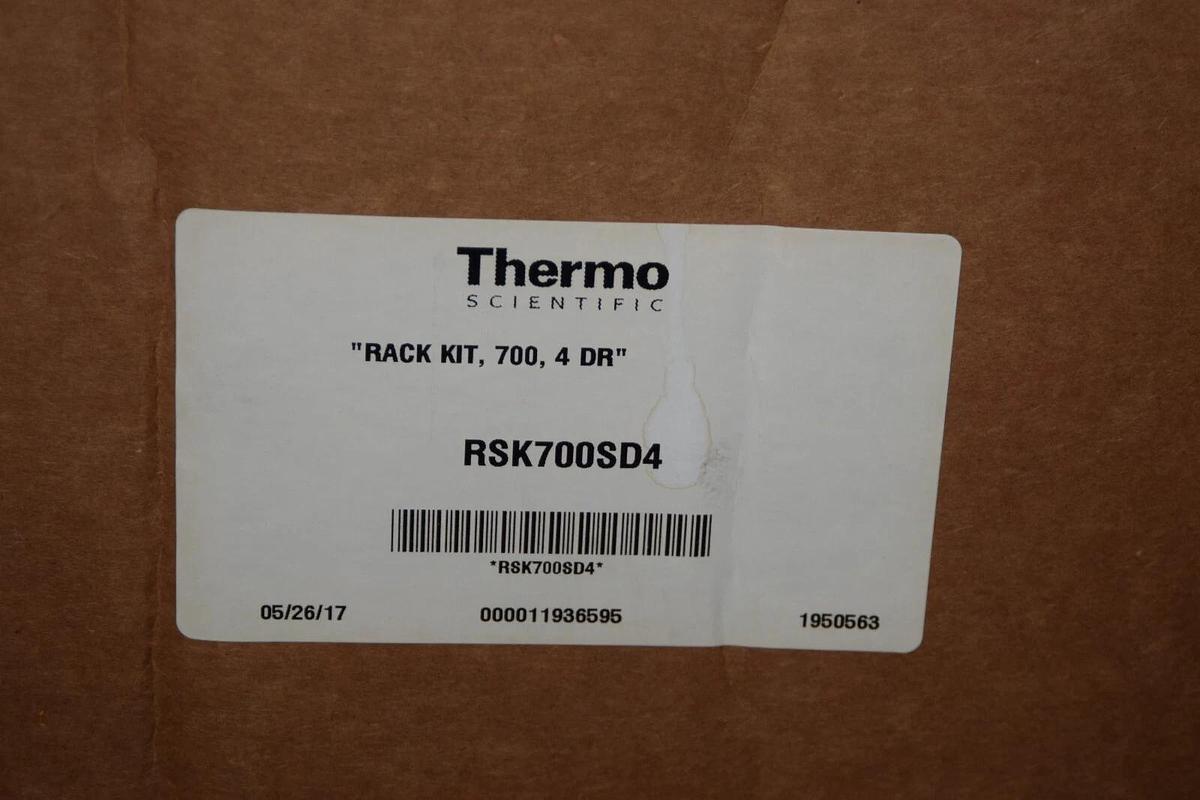 Thermo
SCIENTIFIC
"RACK KIT, 700, 4 DR"
RSK700SD4
*RSK700SD4*
05/26/17 000011936595 1950563